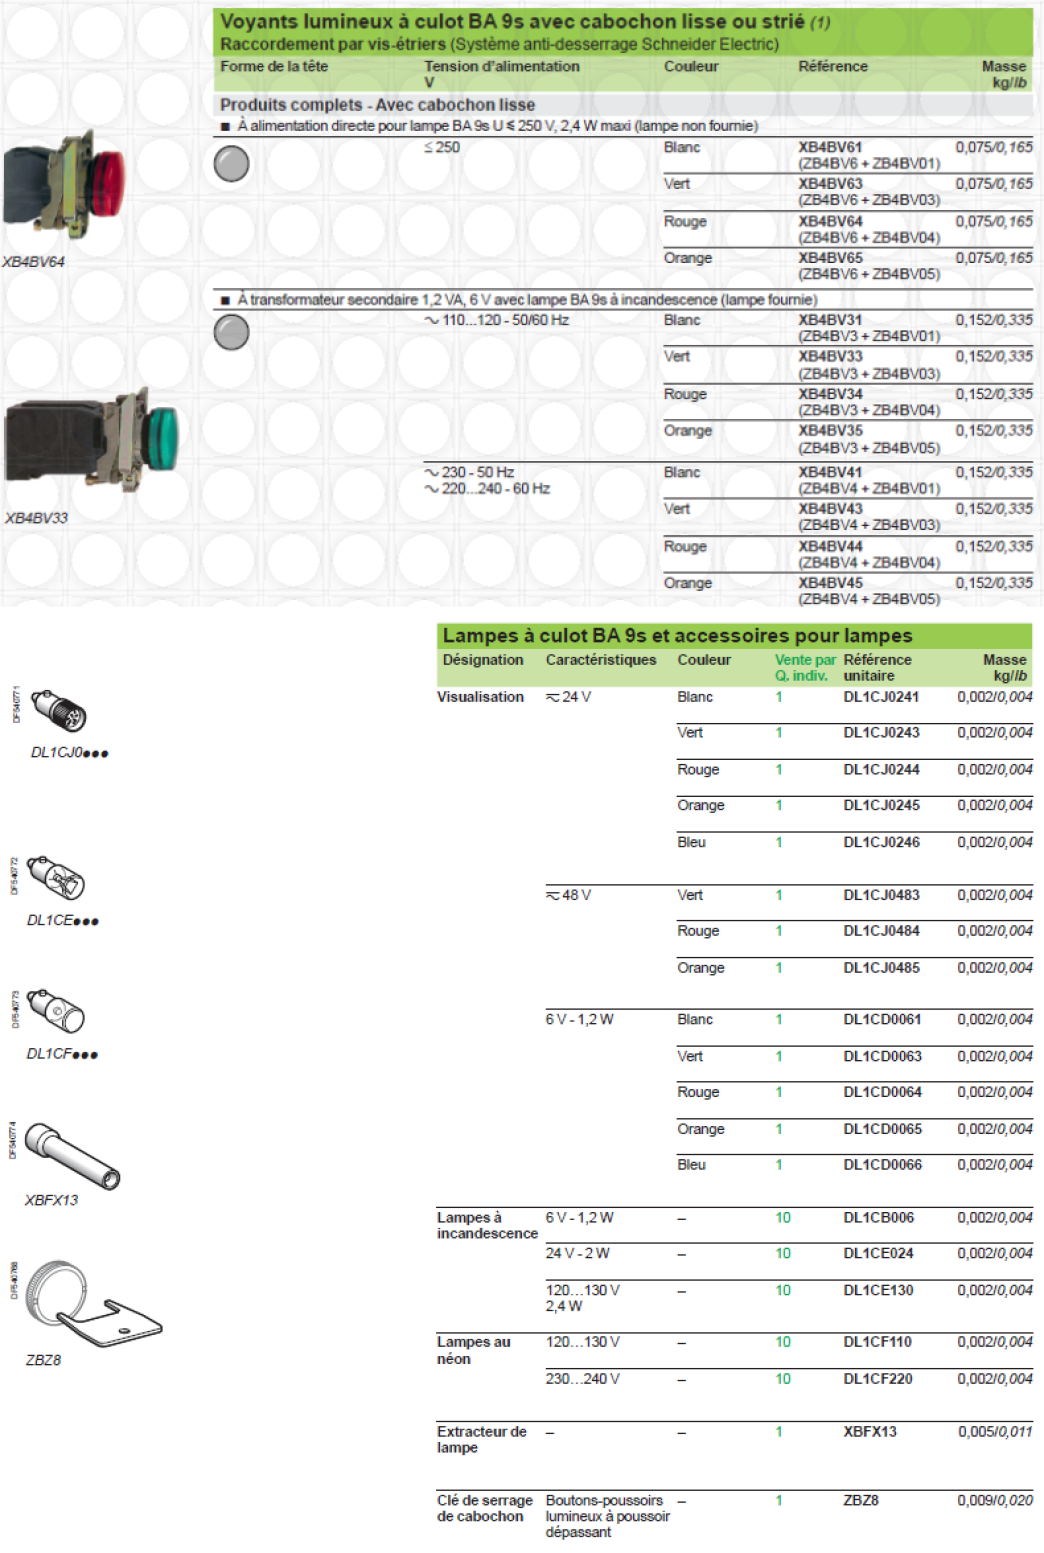 Voyants lumineux à culot BA 9s avec cabochon lisse ou strié (1)
Raccordement par vis-étriers (Système anti-desserrage Schneider Electric)
Forme de la tête Tension d'alimentation Couleur Référence Masse
V kg/lb
Produits complets - Avec cabochon lisse
■ À alimentation directe pour lampe BA 9s U ≤ 250 V, 2,4 W maxi (lampe non fournie)
≤ 250 Blanc XB4BV61 0,075/0,165
(ZB4BV6 + ZB4BV01)
Vert XB4BV63 0,075/0,165
(ZB4BV6 + ZB4BV03)
Rouge XB4BV64 0,075/0,165
(ZB4BV6 + ZB4BV04)
Orange XB4BV65 0,075/0,165
(ZB4BV6 + ZB4BV05)
XB4BV64
■ À transformateur secondaire 1,2 VA, 6 V avec lampe BA 9s à incandescence (lampe fournie)
∼ 110...120 - 50/60 Hz Blanc XB4BV31 0,152/0,335
(ZB4BV3 + ZB4BV01)
Vert XB4BV33 0,152/0,335
(ZB4BV3 + ZB4BV03)
Rouge XB4BV34 0,152/0,335
(ZB4BV3 + ZB4BV04)
Orange XB4BV35 0,152/0,335
(ZB4BV3 + ZB4BV05)
∼ 230 - 50 Hz Blanc XB4BV41 0,152/0,335
∼ 220...240 - 60 Hz (ZB4BV4 + ZB4BV01)
Vert XB4BV43 0,152/0,335
(ZB4BV4 + ZB4BV03)
XB4BV33
Rouge XB4BV44 0,152/0,335
(ZB4BV4 + ZB4BV04)
Orange XB4BV45 0,152/0,335
(ZB4BV4 + ZB4BV05)
Lampes à culot BA 9s et accessoires pour lampes
Désignation Caractéristiques Couleur Vente par Référence Masse
Q. indiv. unitaire kg/lb
Visualisation ⏦ 24 V Blanc 1 DL1CJ0241 0,002/0,004
Vert 1 DL1CJ0243 0,002/0,004
Rouge 1 DL1CJ0244 0,002/0,004
Orange 1 DL1CJ0245 0,002/0,004
Bleu 1 DL1CJ0246 0,002/0,004
⏦ 48 V Vert 1 DL1CJ0483 0,002/0,004
Rouge 1 DL1CJ0484 0,002/0,004
Orange 1 DL1CJ0485 0,002/0,004
6 V - 1,2 W Blanc 1 DL1CD0061 0,002/0,004
Vert 1 DL1CD0063 0,002/0,004
Rouge 1 DL1CD0064 0,002/0,004
Orange 1 DL1CD0065 0,002/0,004
Bleu 1 DL1CD0066 0,002/0,004
Lampes à 6 V - 1,2 W – 10 DL1CB006 0,002/0,004
incandescence
24 V - 2 W – 10 DL1CE024 0,002/0,004
120…130 V – 10 DL1CE130 0,002/0,004
2,4 W
Lampes au 120…130 V – 10 DL1CF110 0,002/0,004
néon
230…240 V – 10 DL1CF220 0,002/0,004
Extracteur de – – 1 XBFX13 0,005/0,011
lampe
Clé de serrage Boutons-poussoirs – 1 ZBZ8 0,009/0,020
de cabochon lumineux à poussoir
dépassant
DF540771
DL1CJ0●●●
DF540772
DL1CE●●●
DF540773
DL1CF●●●
DF540774
XBFX13
DF540768
ZBZ8